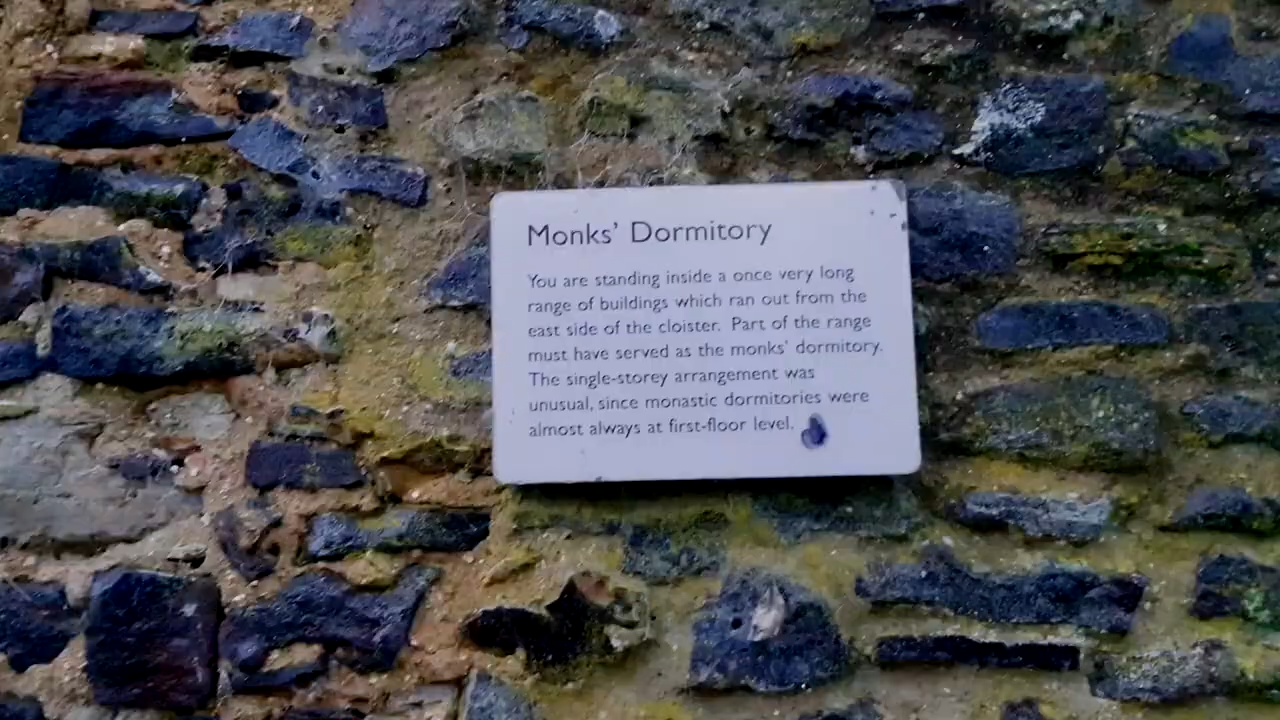 Monks' Dormitory
You are standing inside a once very long
range of buildings which ran out from the
east side of the cloister. Part of the range
must have served as the monks' dormitory.
The single-storey arrangement was
unusual, since monastic dormitories were
almost always at first-floor level.